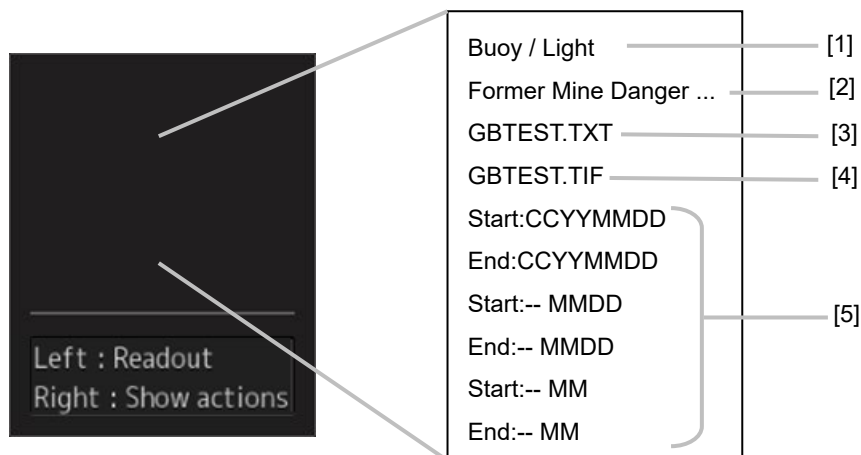 Buoy / Light [1]
Former Mine Danger ... [2]
GBTEST.TXT [3]
GBTEST.TIF [4]
Start:CCYYMMDD
End:CCYYMMDD
Start:-- MMDD
End:-- MMDD
Start:-- MM
End:-- MM
[5]
Left : Readout
Right : Show actions